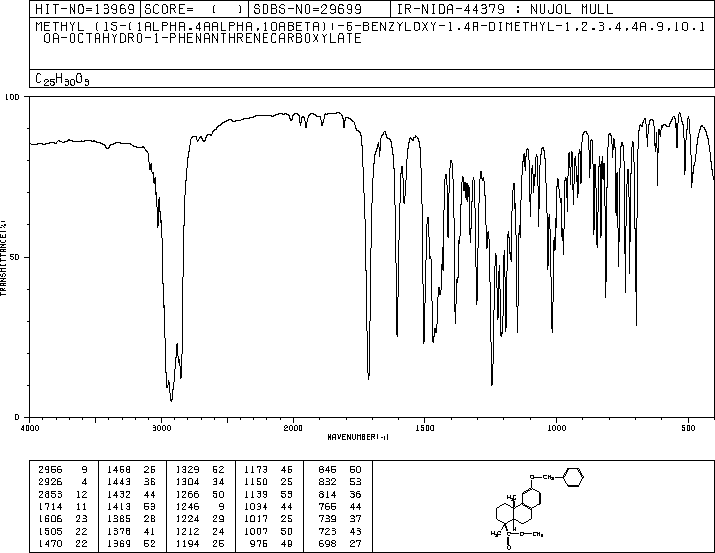 HIT-NO=13969 SCORE= ( ) SDBS-NO=29699 IR-NIDA-44379 : NUJOL MULL
METHYL (1S-(1ALPHA,4AALPHA,10ABETA))-6-BENZYLOXY-1,4A-DIMETHYL-1,2,3,4,4A,9,10,1
0A-OCTAHYDRO-1-PHENANTHRENECARBOXYLATE
C25H30O3
100
50
0
TRANSMITTANCE(%)
4000 3000 2000 1500 1000 500
WAVENUMBER(-1)
2956 9 1458 26 1329 62 1173 46 846 50
2926 4 1443 36 1304 34 1150 25 832 53
2853 12 1432 44 1266 50 1139 59 814 36
1714 11 1413 59 1246 9 1034 44 766 44
1606 23 1385 28 1224 29 1017 25 739 37
1505 22 1378 41 1212 24 1007 50 723 43
1470 22 1369 52 1194 26 976 49 698 27
O—CH2
H3C
H
H3C C—O—CH3
O